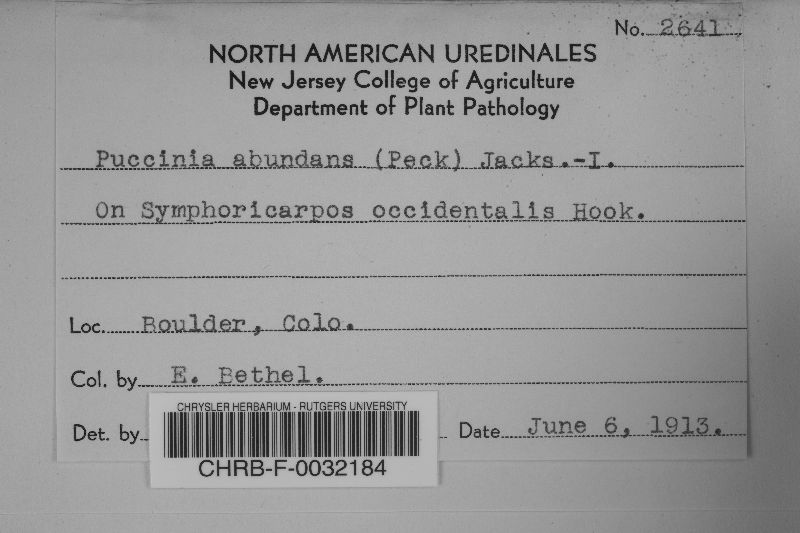 No. 2641
NORTH AMERICAN UREDINALES
New Jersey College of Agriculture
Department of Plant Pathology
Puccinia abundans (Peck) Jacks.-I.
On Symphoricarpos occidentalis Hook.
Loc. Boulder, Colo.
Col. by E. Bethel.
Det. by Date June 6, 1913.
CHRYSLER HERBARIUM - RUTGERS UNIVERSITY
CHRB-F-0032184